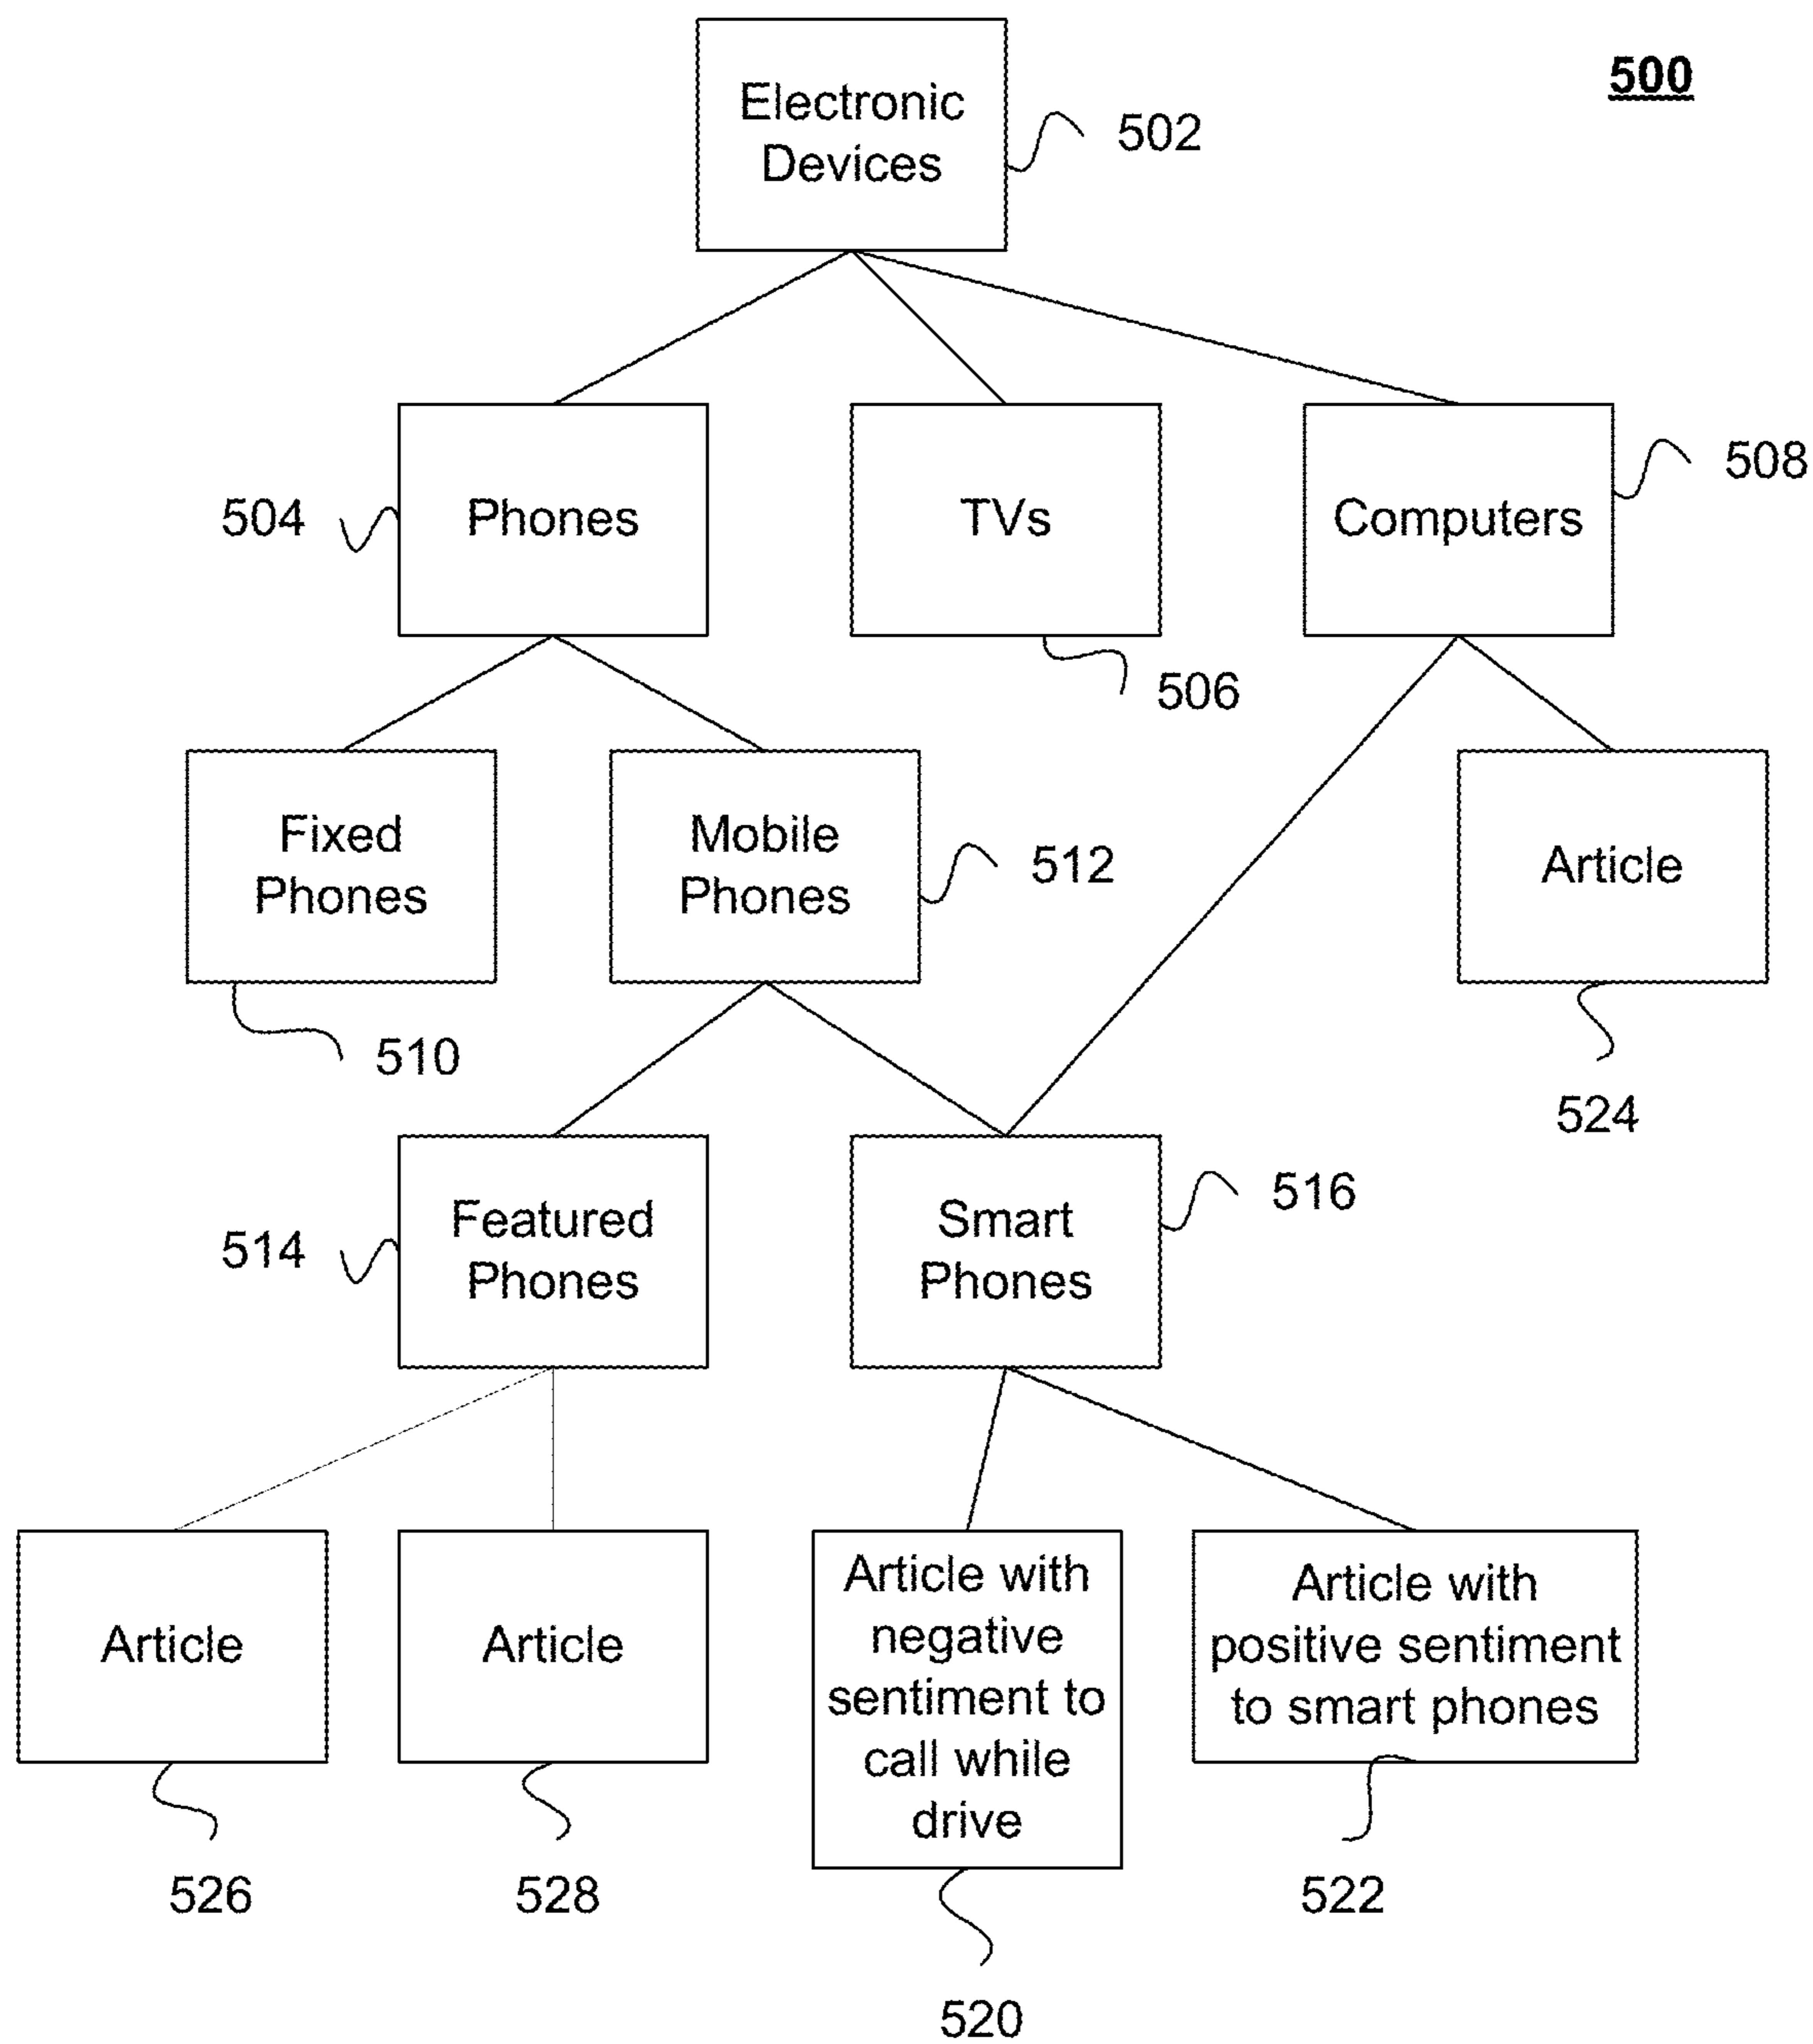 500
Electronic
Devices
502
504
Phones
TVs
Computers
508
506
Fixed
Phones
Mobile
Phones
512
Article
510
524
514
Featured
Phones
Smart
Phones
516
Article
Article
Article with
negative
sentiment to
call while
drive
Article with
positive sentiment
to smart phones
526
528
522
520